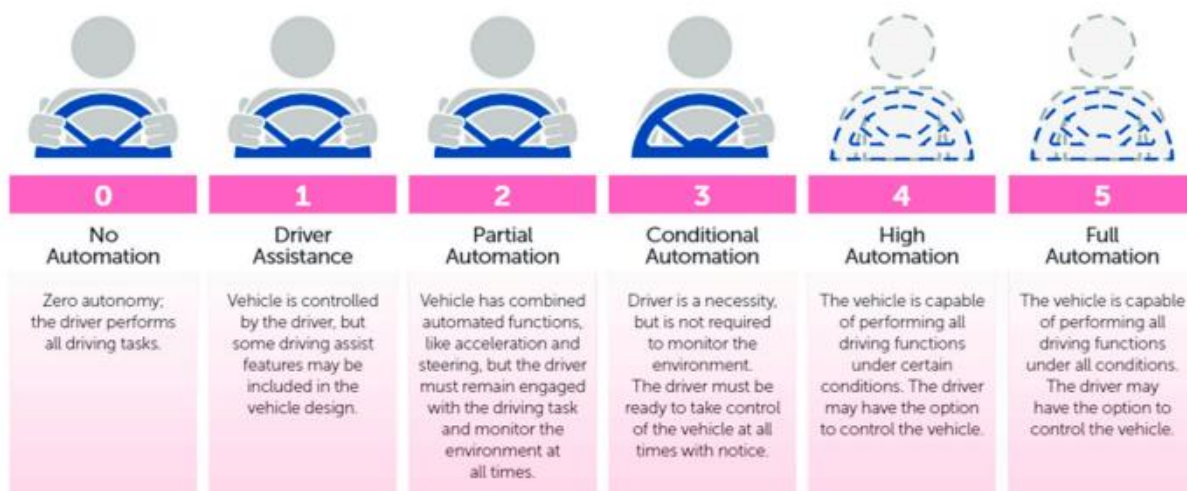 0
No
Automation
Zero autonomy;
the driver performs
all driving tasks.
1
Driver
Assistance
Vehicle is controlled
by the driver, but
some driving assist
features may be
included in the
vehicle design.
2
Partial
Automation
Vehicle has combined
automated functions,
like acceleration and
steering, but the driver
must remain engaged
with the driving task
and monitor the
environment at
all times.
3
Conditional
Automation
Driver is a necessity,
but is not required
to monitor the
environment.
The driver must be
ready to take control
of the vehicle at all
times with notice.
4
High
Automation
The vehicle is capable
of performing all
driving functions
under certain
conditions. The driver
may have the option
to control the vehicle.
5
Full
Automation
The vehicle is capable
of performing all
driving functions
under all conditions.
The driver may
have the option to
control the vehicle.